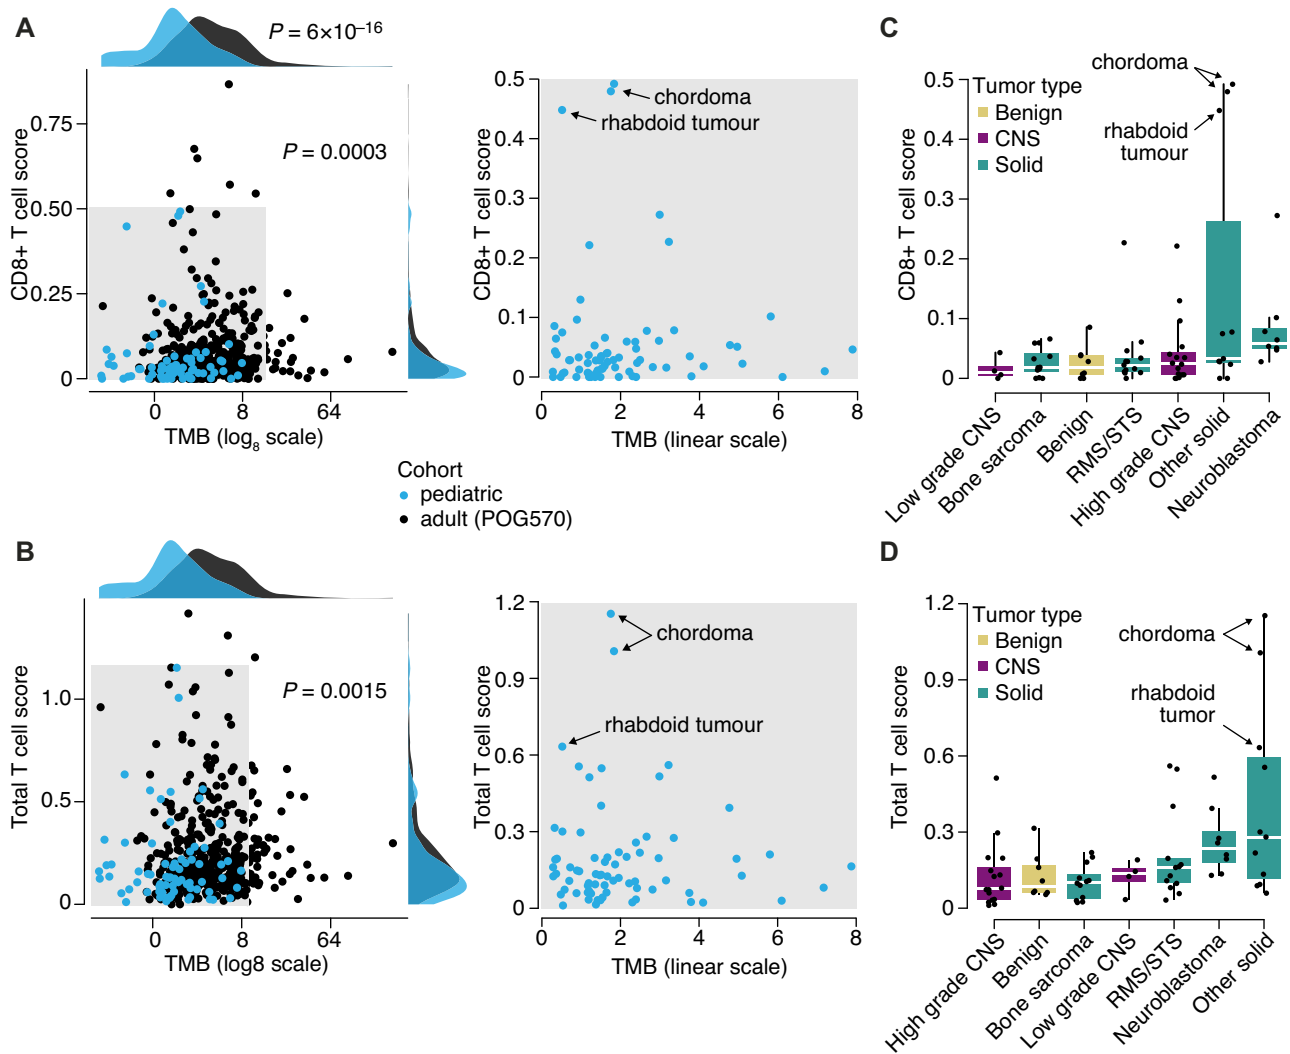 A
P = 6×10⁻¹⁶
P = 0.0003
CD8+ T cell score
0.75
0.50
0.25
0
0
8
64
TMB (log₈ scale)
CD8+ T cell score
0.5
0.4
0.3
0.2
0.1
0
chordoma
rhabdoid tumour
0
2
4
6
8
TMB (linear scale)
C
CD8+ T cell score
0.5
0.4
0.3
0.2
0.1
0
Tumor type
Benign
CNS
Solid
chordoma
rhabdoid
tumour
Low grade CNS
Bone sarcoma
Benign
RMS/STS
High grade CNS
Other solid
Neuroblastoma
Cohort
pediatric
adult (POG570)
B
P = 0.0015
Total T cell score
1.0
0.5
0
0
8
64
TMB (log8 scale)
Total T cell score
1.2
0.9
0.6
0.3
0
chordoma
rhabdoid tumour
0
2
4
6
8
TMB (linear scale)
D
Total T cell score
1.2
0.9
0.6
0.3
0
Tumor type
Benign
CNS
Solid
chordoma
rhabdoid
tumor
High grade CNS
Benign
Bone sarcoma
Low grade CNS
RMS/STS
Neuroblastoma
Other solid